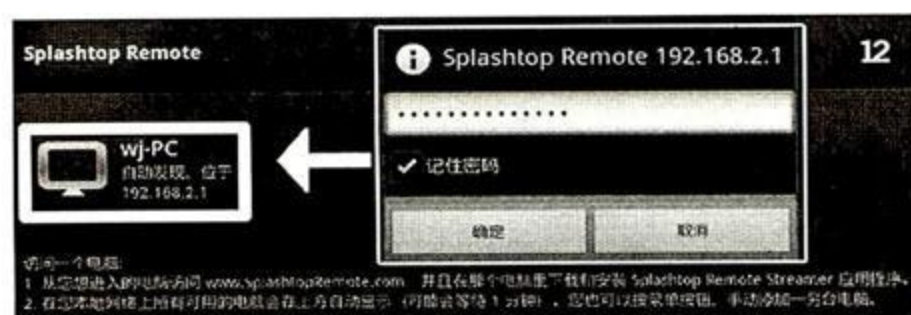 Splashtop Remote
Splashtop Remote 192.168.2.1
12
••••••••••••••
记住密码
确定
取消
wj-PC
自动发现。位于
192.168.2.1
访问一个电脑:
1 从您想进入的电脑访问 www.splashtopRemote.com 并且在那个电脑里下载和安装 Splashtop Remote Streamer 应用程序。
2. 在您本地网络上所有可用的电脑会在上方自动显示 (可能会等待 1 分钟) 。您也可以按菜单按钮，手动添加一另台电脑。